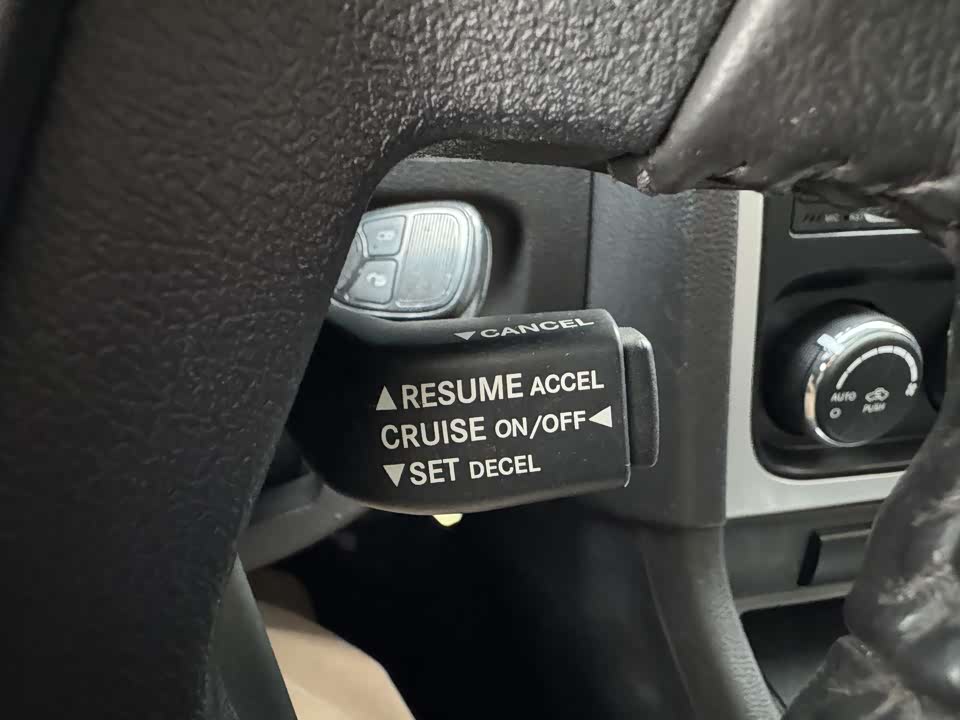 ▼CANCEL
▲RESUME ACCEL
CRUISE ON/OFF◀
▼SET DECEL
AUTO
PUSH